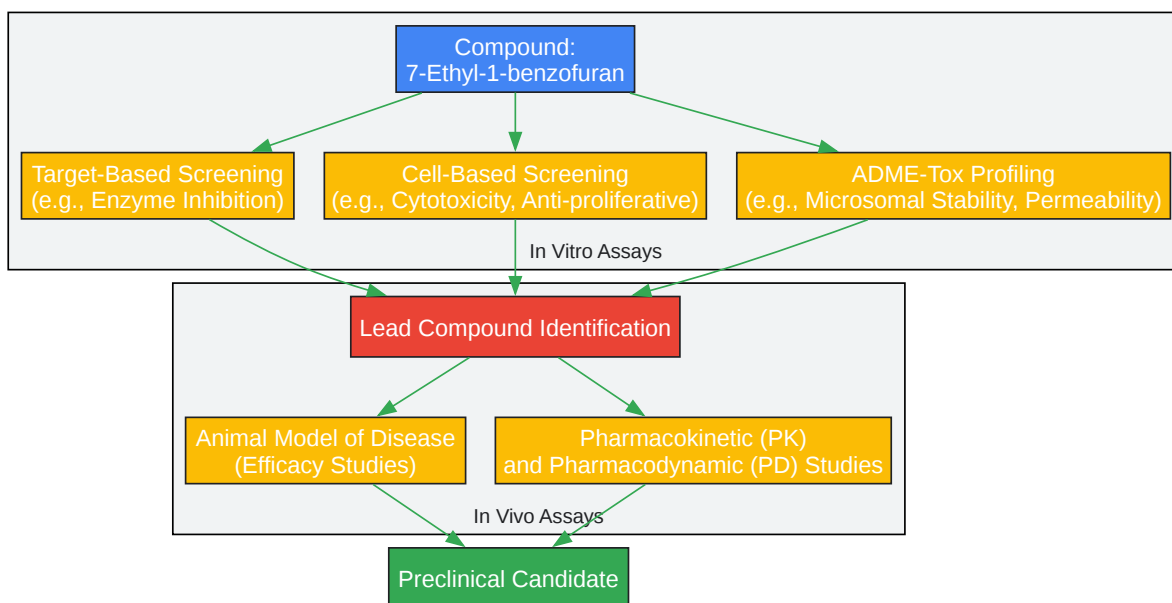 Compound:
7-Ethyl-1-benzofuran
Target-Based Screening
(e.g., Enzyme Inhibition)
Cell-Based Screening
(e.g., Cytotoxicity, Anti-proliferative)
ADME-Tox Profiling
(e.g., Microsomal Stability, Permeability)
In Vitro Assays
Lead Compound Identification
Animal Model of Disease
(Efficacy Studies)
Pharmacokinetic (PK)
and Pharmacodynamic (PD) Studies
In Vivo Assays
Preclinical Candidate